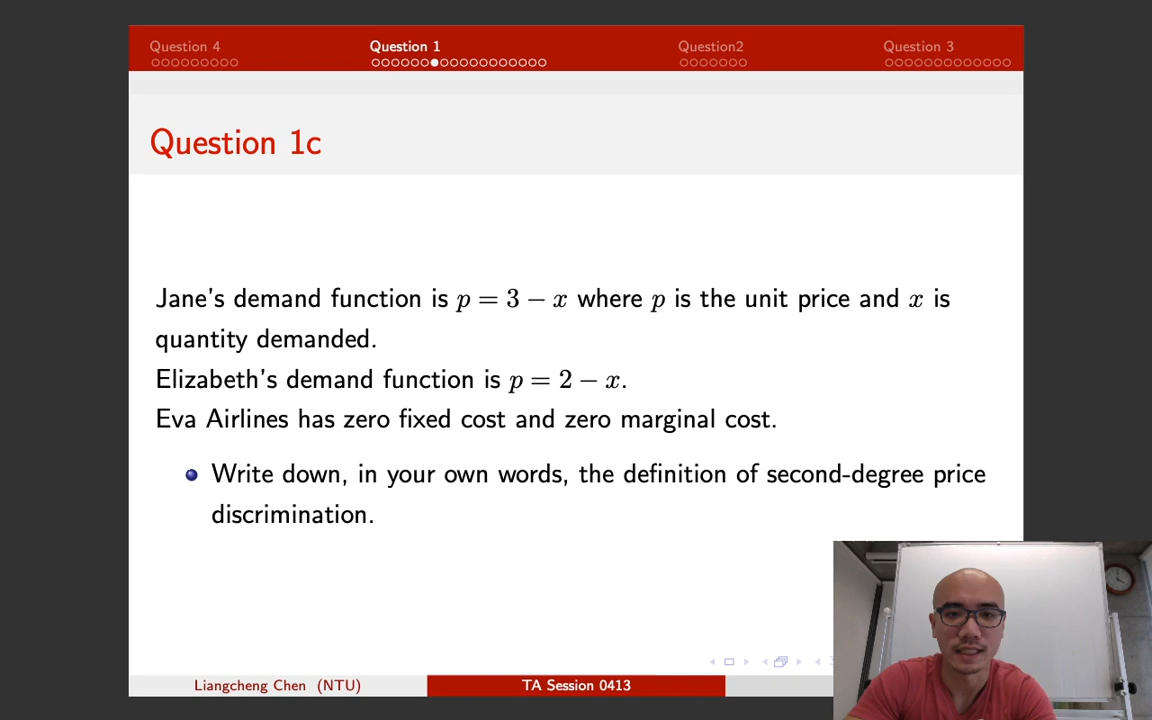 Question 4 Question 1 Question2 Question 3
Question 1c
Jane's demand function is p = 3 − x where p is the unit price and x is
quantity demanded.
Elizabeth's demand function is p = 2 − x.
Eva Airlines has zero fixed cost and zero marginal cost.
Write down, in your own words, the definition of second-degree price
discrimination.
Liangcheng Chen (NTU) TA Session 0413